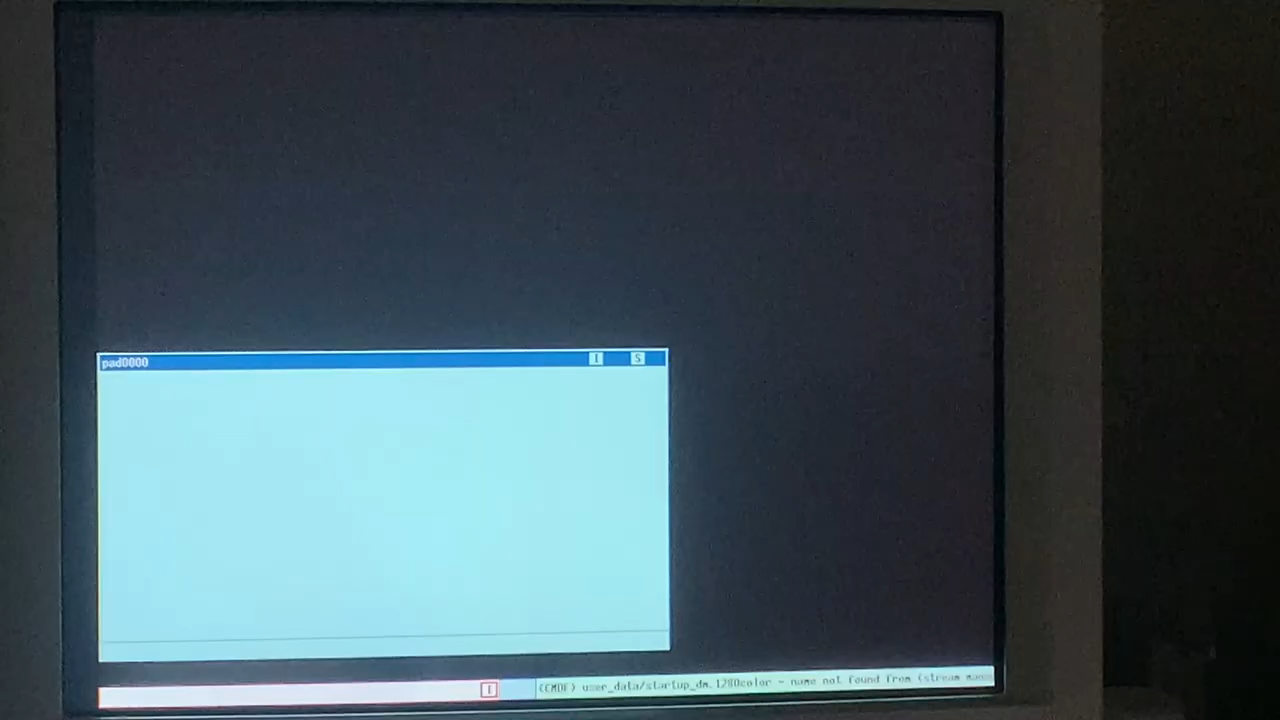 pad0000 I S
I (CMDF) user_data/startup_dm.1280color - name not found from (stream